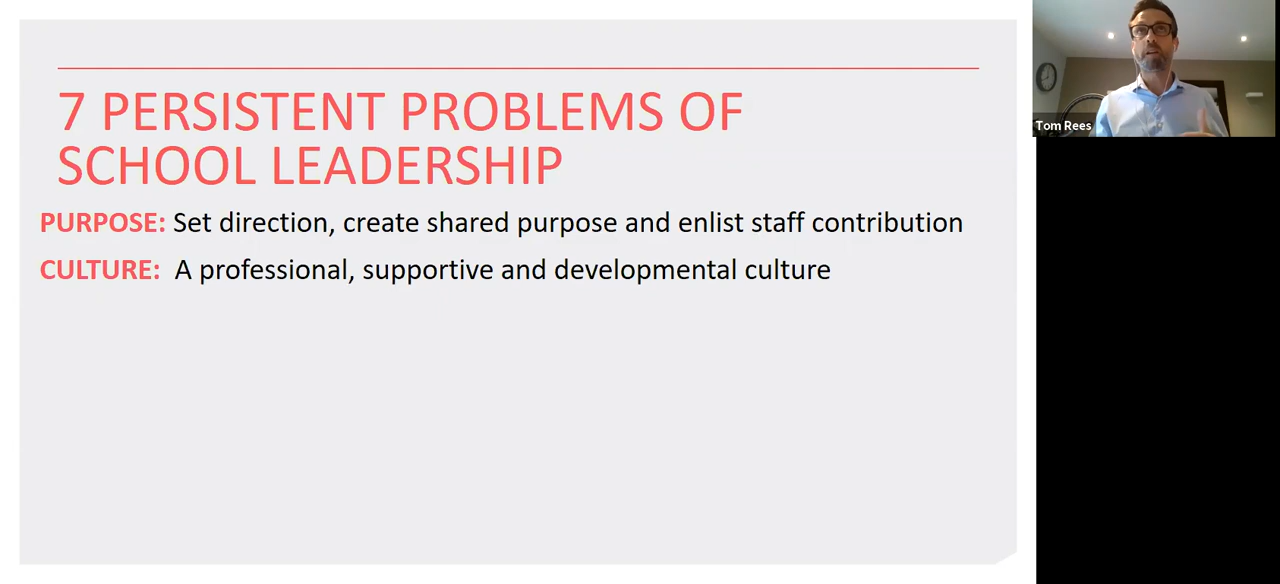 7 PERSISTENT PROBLEMS OF
SCHOOL LEADERSHIP
PURPOSE: Set direction, create shared purpose and enlist staff contribution
CULTURE: A professional, supportive and developmental culture
Tom Rees